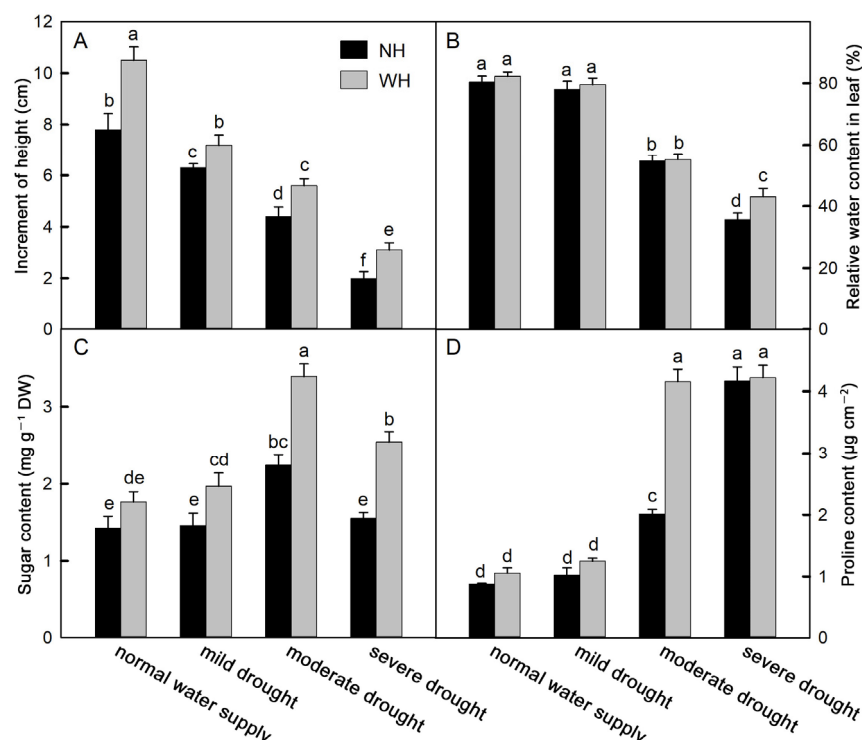 A
NH
WH
Increment of height (cm)
12
10
8
6
4
2
0
b
a
c
b
d
c
f
e
B
Relative water content in leaf (%)
80
60
40
20
0
a
a
a
a
b
b
d
c
C
Sugar content (mg g⁻¹ DW)
3
2
1
0
e
de
e
cd
bc
a
e
b
D
Proline content (µg cm⁻²)
4
3
2
1
0
d
d
d
d
c
a
a
a
normal water supply
mild drought
moderate drought
severe drought
normal water supply
mild drought
moderate drought
severe drought